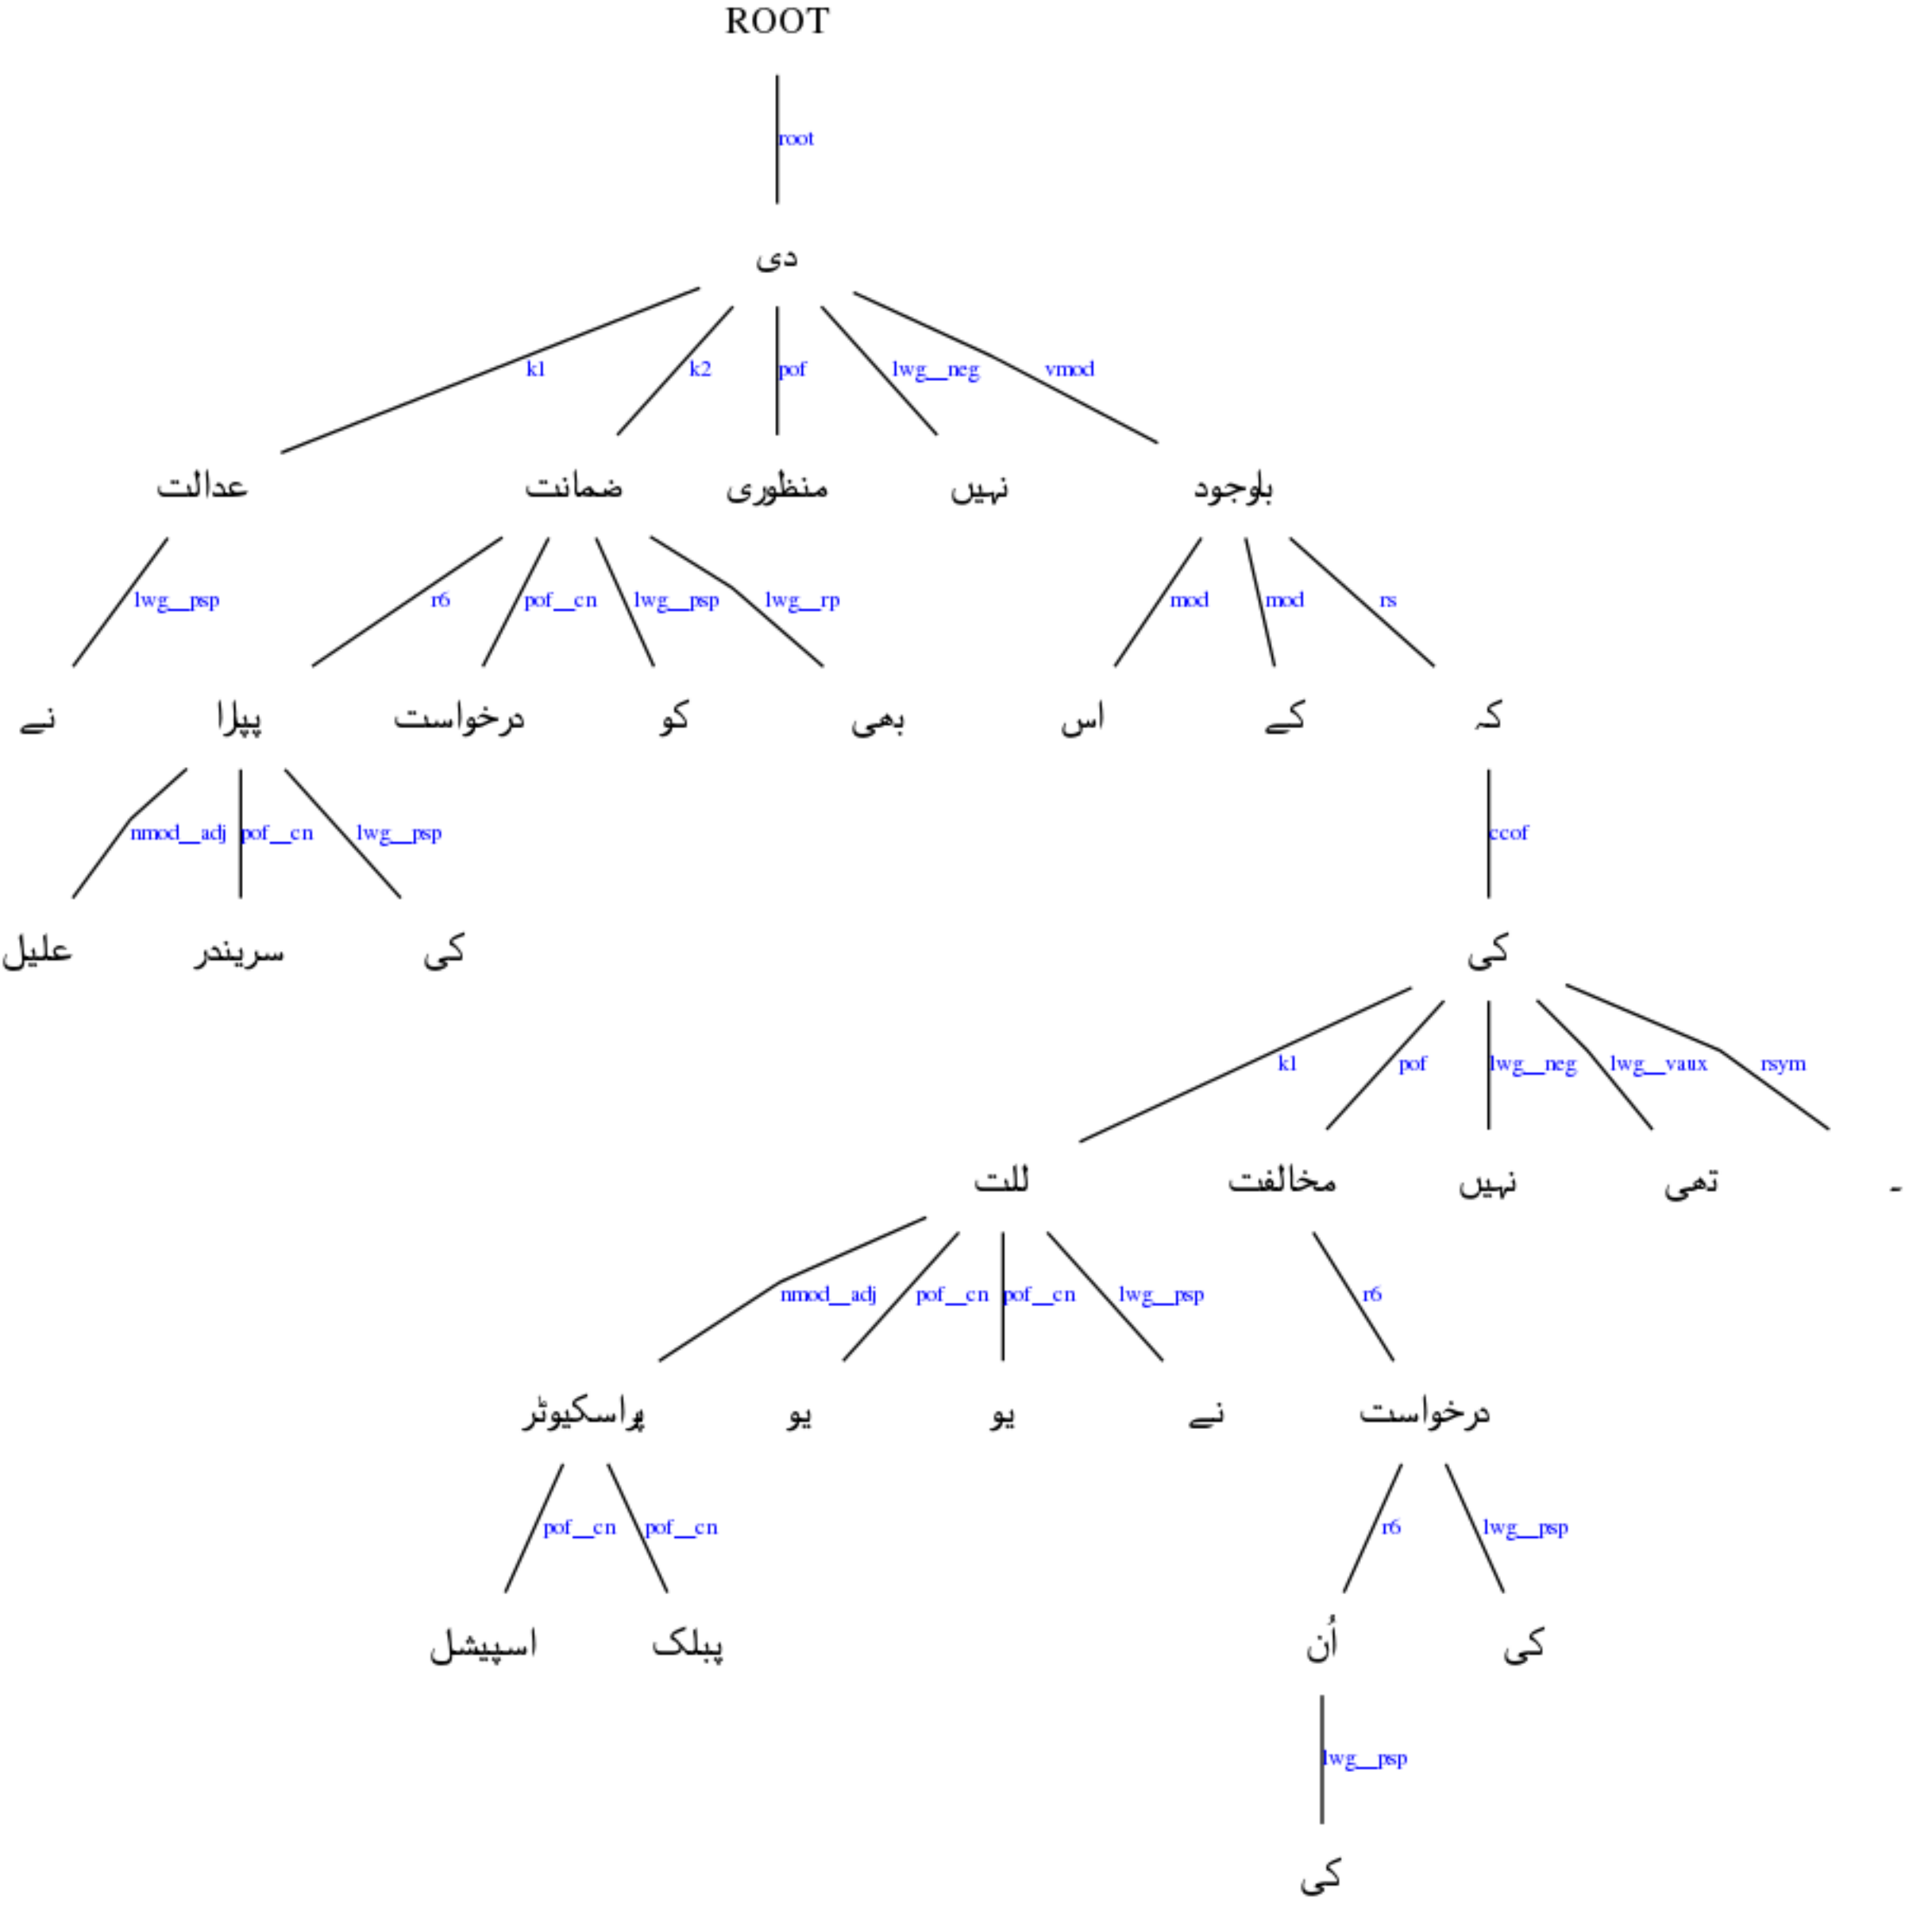 ROOT
root
دی
k1 k2 pof lwg__neg vmod
عدالت ضمانت منظوری نہیں باوجود
lwg__psp r6 pof__cn lwg__psp lwg__rp mod mod rs
نے پپلرا درخواست کو بھی اس کے کہ
nmod__adj pof__cn lwg__psp ccof
علیل سریندر کی کی
k1 pof lwg__neg lwg__vaux rsym
للت مخالفت نہیں تھی ۔
nmod__adj pof__cn pof__cn lwg__psp r6
پراسکیوٹر یو یو نے درخواست
pof__cn pof__cn r6 lwg__psp
اسپیشل پبلک اُن کی
lwg__psp
کی